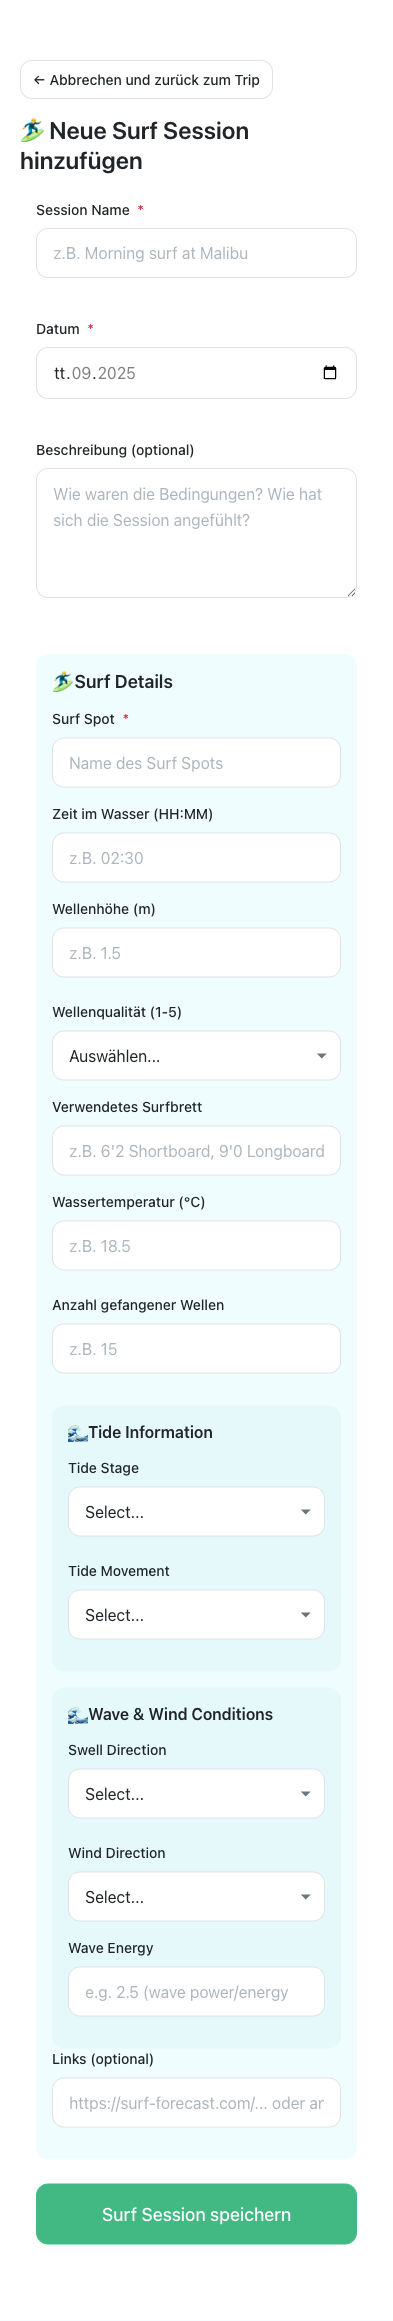 ← Abbrechen und zurück zum Trip
🏄 Neue Surf Session
hinzufügen
Session Name *
z.B. Morning surf at Malibu
Datum *
tt.09.2025
Beschreibung (optional)
Wie waren die Bedingungen? Wie hat
sich die Session angefühlt?
🏄Surf Details
Surf Spot *
Name des Surf Spots
Zeit im Wasser (HH:MM)
z.B. 02:30
Wellenhöhe (m)
z.B. 1.5
Wellenqualität (1-5)
Auswählen...
Verwendetes Surfbrett
z.B. 6'2 Shortboard, 9'0 Longboard
Wassertemperatur (°C)
z.B. 18.5
Anzahl gefangener Wellen
z.B. 15
🌊Tide Information
Tide Stage
Select...
Tide Movement
Select...
🌊Wave & Wind Conditions
Swell Direction
Select...
Wind Direction
Select...
Wave Energy
e.g. 2.5 (wave power/energy
Links (optional)
https://surf-forecast.com/... oder ar
Surf Session speichern